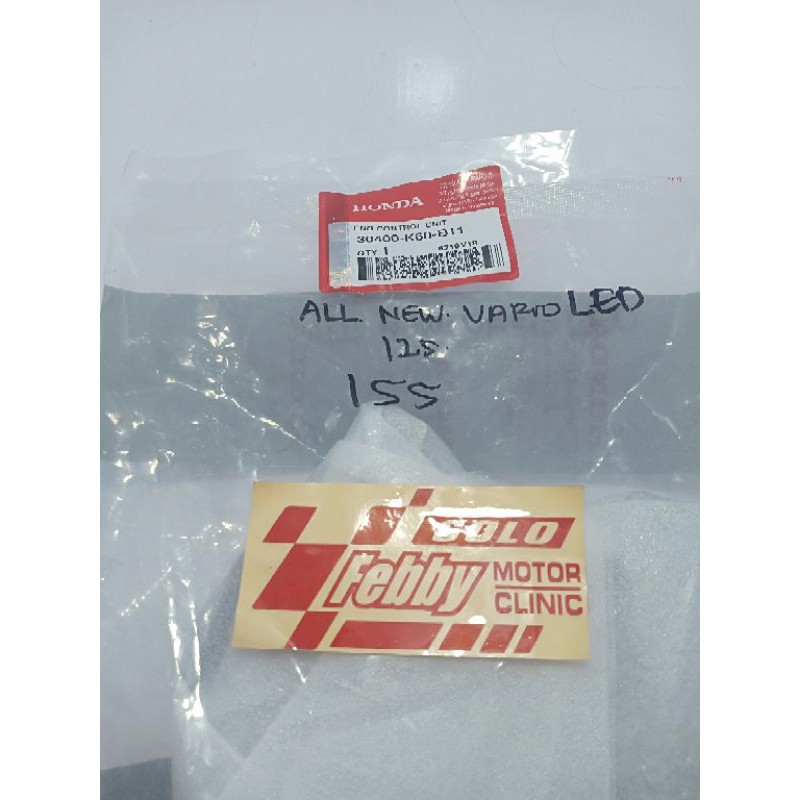 HONDA
ENG CONTROL UNIT
30400-K60-B11
QTY 1
ALL NEW. VARIO LED
125.
155
SOLO
Febby MOTOR
CLINIC